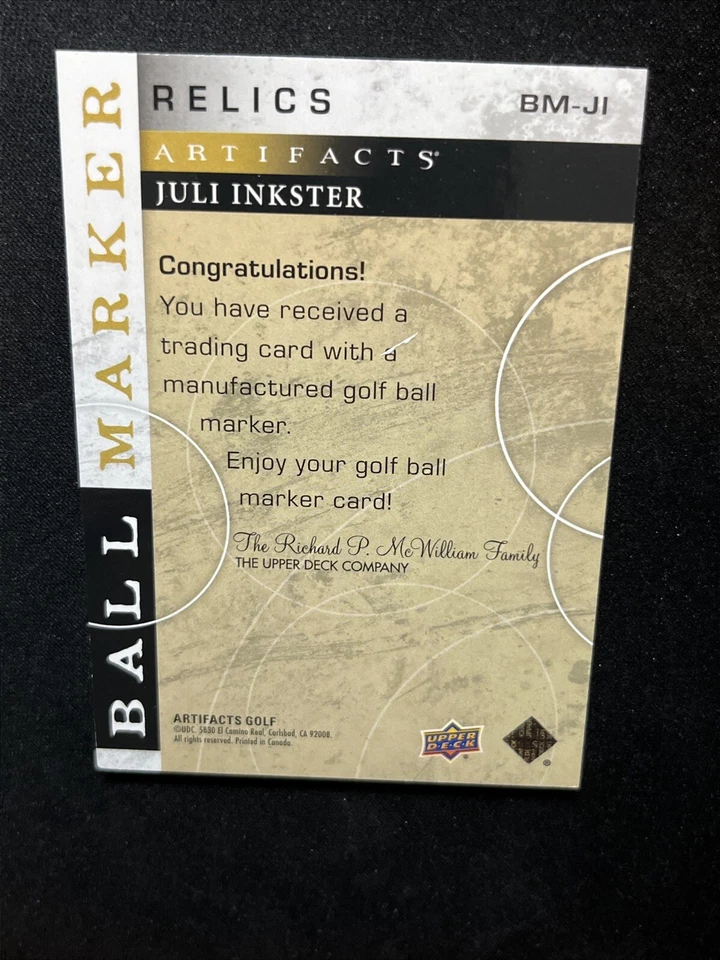 BALL MARKER
RELICS
BM-JI
ARTIFACTS®
JULI INKSTER
Congratulations!
You have received a
trading card with a
manufactured golf ball
marker.
Enjoy your golf ball
marker card!
The Richard P. McWilliam Family
THE UPPER DECK COMPANY
ARTIFACTS GOLF
©UDC. 5830 El Camino Real, Carlsbad, CA 92008.
All rights reserved. Printed in Canada.
UPPER
D·E·C·K
®
®